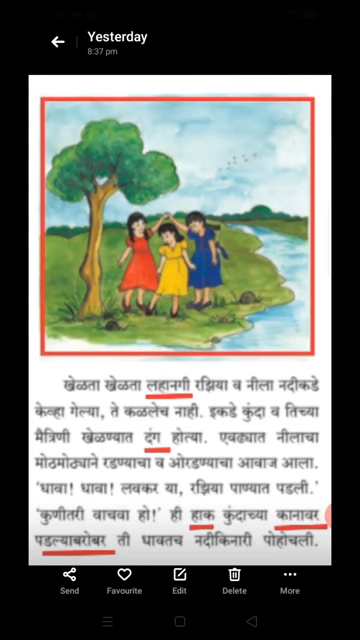 Yesterday
8:37 pm
खेळता खेळता लहानगी रझिया व नीला नदीकडे
केव्हा गेल्या, ते कळलेच नाही. इकडे कुंदा व तिच्या
मैत्रिणी खेळण्यात दंग होत्या. एवढ्यात नीलाचा
मोठमोठ्याने रडण्याचा व ओरडण्याचा आवाज आला.
‘धावा! धावा! लवकर या, रझिया पाण्यात पडली.’
‘कुणीतरी वाचवा हो!’ ही हाक कुंदाच्या कानावर
पडल्याबरोबर ती धावतच नदीकिनारी पोहोचली.
Send Favourite Edit Delete More